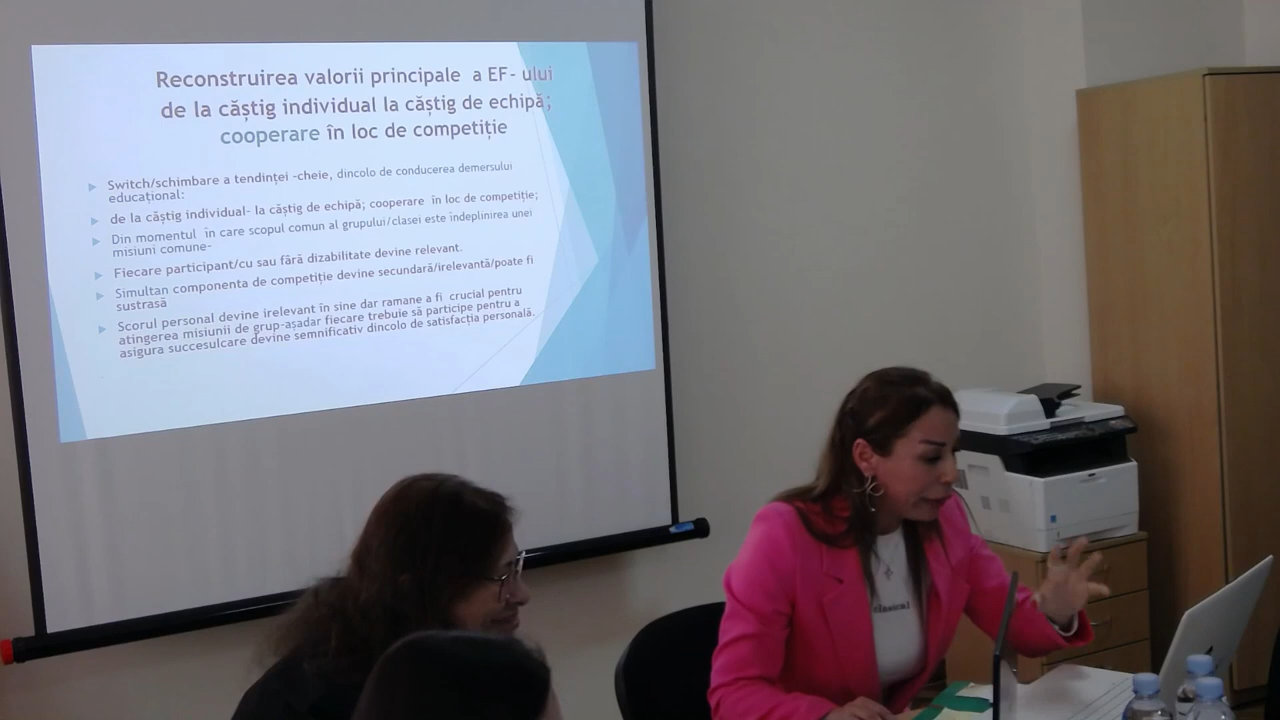 Reconstruirea valorii principale a EF- ului
de la căștig individual la căștig de echipă;
cooperare în loc de competiție
Switch/schimbare a tendinței -cheie, dincolo de conducerea demersului
educațional:
de la căștig individual- la căștig de echipă; cooperare în loc de competiție;
Din momentul în care scopul comun al grupului/clasei este îndeplinirea unei
misiuni comune-
Fiecare participant/cu sau fără dizabilitate devine relevant.
Simultan componenta de competiție devine secundară/irelevantă/poate fi
sustrasă
Scorul personal devine irelevant în sine dar ramane a fi crucial pentru
atingerea misiunii de grup-așadar fiecare trebuie să participe pentru a
asigura succesulcare devine semnificativ dincolo de satisfacția personală.
classical